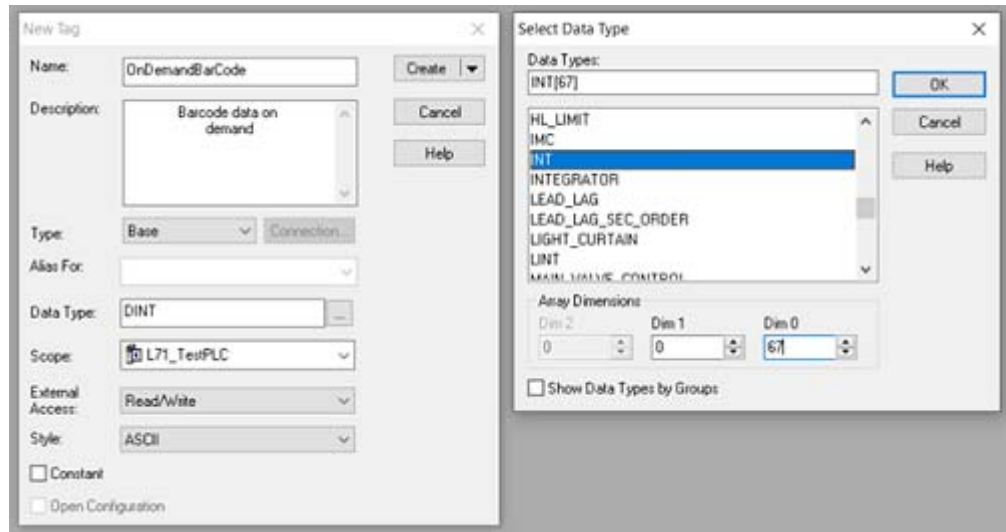 New Tag
Name:
OnDemandBarCode
Create
Description:
Barcode data on
demand
Cancel
Help
Type:
Base
Connection...
Alias For:
Data Type:
DINT
...
Scope:
L71_TestPLC
External
Access:
Read/Write
Style:
ASCII
Constant
Open Configuration
Select Data Type
Data Types:
INT[67]
OK
HL_LIMIT
IMC
INT
INTEGRATOR
LEAD_LAG
LEAD_LAG_SEC_ORDER
LIGHT_CURTAIN
LINT
MAIN_VALVE_CONTROL
Cancel
Help
Array Dimensions
Dim 2
Dim 1
Dim 0
0
0
67
Show Data Types by Groups